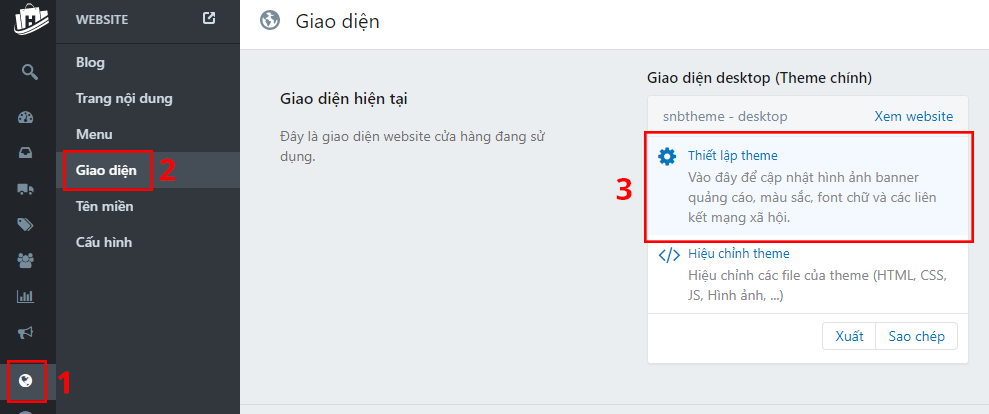 WEBSITE
Blog
Trang nội dung
Menu
Giao diện
2
Tên miền
Cấu hình
1
Giao diện
Giao diện hiện tại
Đây là giao diện website cửa hàng đang sử
dụng.
Giao diện desktop (Theme chính)
snbtheme - desktop
Xem website
3
Thiết lập theme
Vào đây để cập nhật hình ảnh banner
quảng cáo, màu sắc, font chữ và các liên
kết mạng xã hội.
Hiệu chỉnh theme
Hiệu chỉnh các file của theme (HTML, CSS,
JS, Hình ảnh, ...)
Xuất
Sao chép